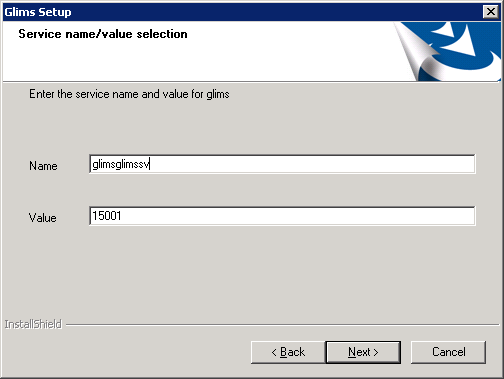 Glims Setup
Service name/value selection
Enter the service name and value for glims
Name
glimsglimssv
Value
15001
InstallShield
< Back
Next >
Cancel